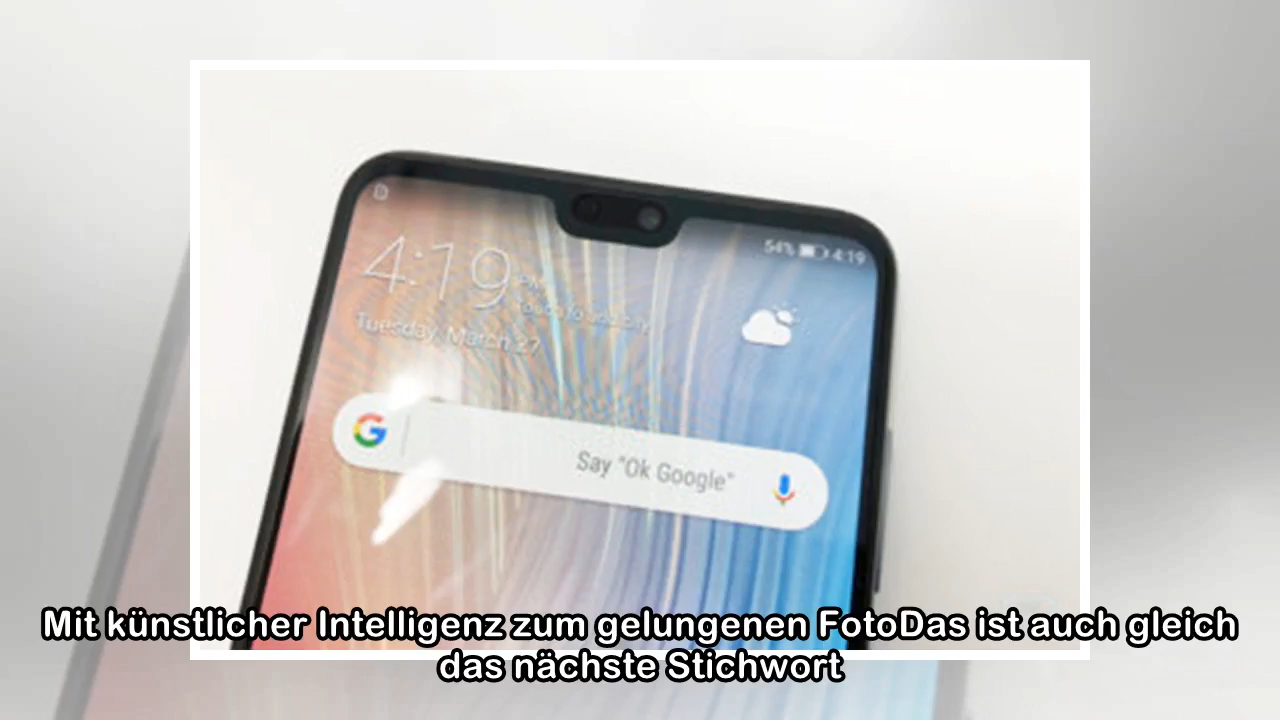 54% 4:19
4:19
Tuesday, March 27
G
Say "Ok Google"
Mit künstlicher Intelligenz zum gelungenen FotoDas ist auch gleich
das nächste Stichwort